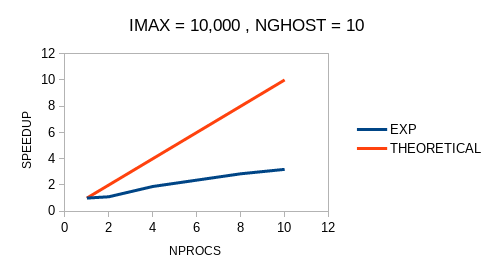 IMAX = 10,000 , NGHOST = 10
12
10
8
6
4
2
0
SPEEDUP
0 2 4 6 8 10 12
NPROCS
EXP
THEORETICAL